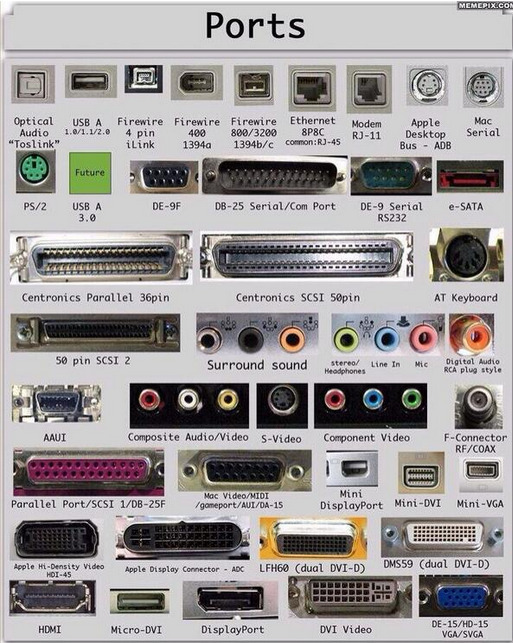 MEMEPIX.COM
Ports
Optical
Audio
"Toslink"
USB A
1.0/1.1/2.0
Firewire
4 pin
iLink
Firewire
400
1394a
Firewire
800/3200
1394b/c
Ethernet
8P8C
common:RJ-45
Modem
RJ-11
Apple
Desktop
Bus - ADB
Mac
Serial
PS/2
Future
USB A
3.0
DE-9F
DB-25 Serial/Com Port
DE-9 Serial
RS232
e-SATA
Centronics Parallel 36pin
Centronics SCSI 50pin
AT Keyboard
50 pin SCSI 2
Surround sound
stereo/
Headphones
Line In
Mic
Digital Audio
RCA plug style
AAUI
Composite Audio/Video
S-Video
Component Video
F-Connector
RF/COAX
Parallel Port/SCSI 1/DB-25F
Mac Video/MIDI
/gameport/AUI/DA-15
Mini
DisplayPort
Mini-DVI
Mini-VGA
Apple Hi-Density Video
HDI-45
Apple Display Connector - ADC
LFH60 (dual DVI-D)
DMS59 (dual DVI-D)
HDMI
Micro-DVI
DisplayPort
DVI Video
DE-15/HD-15
VGA/SVGA